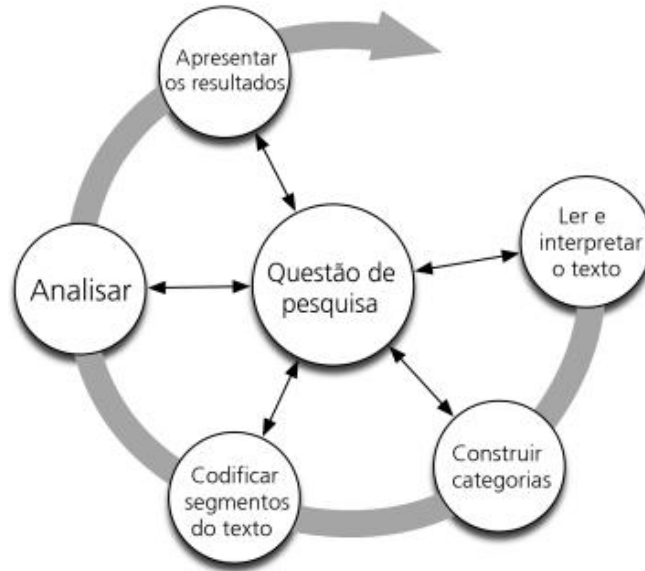 Apresentar
os resultados
Ler e
interpretar
o texto
Questão de
pesquisa
Analisar
Construir
categorias
Codificar
segmentos
do texto